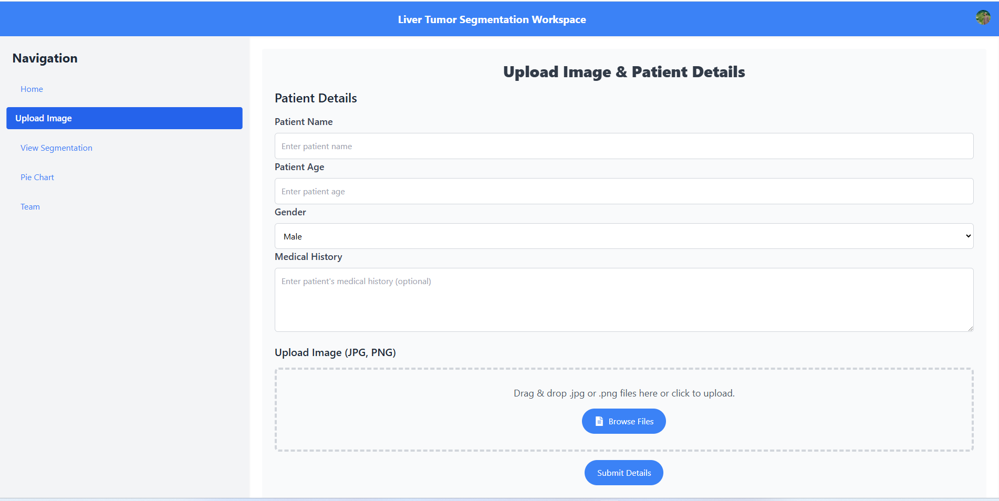 Liver Tumor Segmentation Workspace
Navigation
Home
Upload Image
View Segmentation
Pie Chart
Team
Upload Image & Patient Details
Patient Details
Patient Name
Enter patient name
Patient Age
Enter patient age
Gender
Male
Medical History
Enter patient's medical history (optional)
Upload Image (JPG, PNG)
Drag & drop .jpg or .png files here or click to upload.
Browse Files
Submit Details